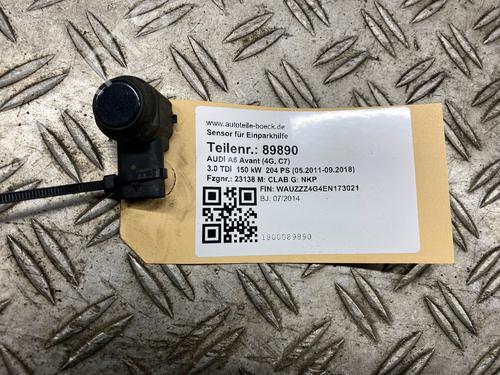 www.autoteile-boeck.de
Sensor für Einparkhilfe
Teilenr.: 89890
AUDI A6 Avant (4G, C7)
3.0 TDI 150 kW 204 PS (05.2011-09.2018)
Fzgnr.: 23138 M: CLAB G: NKP
FIN: WAUZZZ4G4EN173021
BJ. 07/2014
1800089890